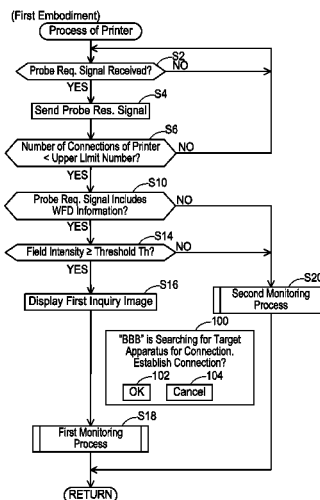 (First Embodiment)
Process of Printer
S2
Probe Req. Signal Received?
NO
YES
S4
Send Probe Res. Signal
S6
Number of Connections of Printer
< Upper Limit Number?
NO
YES
S10
Probe Req. Signal Includes
WFD Information?
NO
YES
S14
Field Intensity ≥ Threshold Th?
NO
YES
S16
Display First Inquiry Image
S20
Second Monitoring
Process
100
"BBB" is Searching for Target
Apparatus for Connection.
Establish Connection?
102
104
OK
Cancel
S18
First Monitoring
Process
RETURN